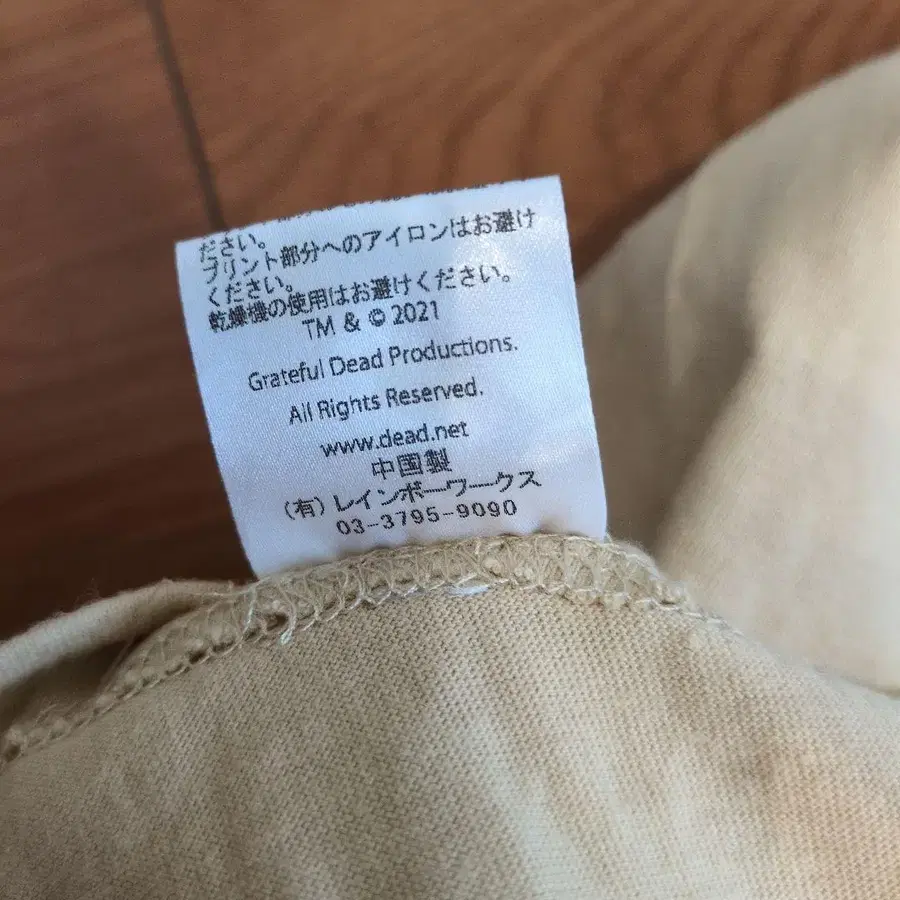 ださい。
プリント部分へのアイロンはお避け
ください。
乾燥機の使用はお避けください。
TM & © 2021
Grateful Dead Productions.
All Rights Reserved.
www.dead.net
中国製
（有）レインボーワークス
03-3795-9090